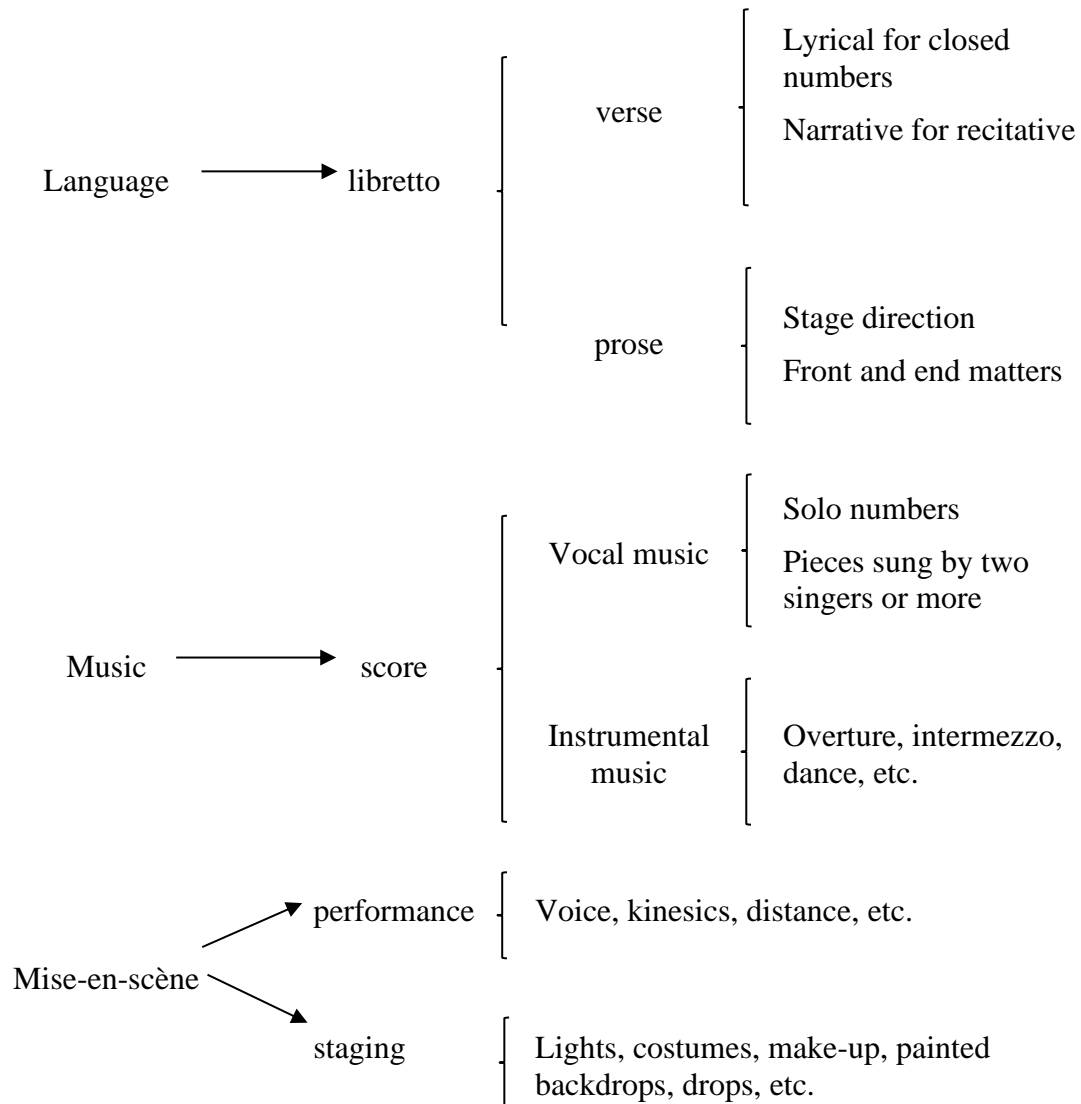 Language
libretto
verse
Lyrical for closed
numbers
Narrative for recitative
prose
Stage direction
Front and end matters
Music
score
Vocal music
Solo numbers
Pieces sung by two
singers or more
Instrumental
music
Overture, intermezzo,
dance, etc.
Mise-en-scène
performance
Voice, kinesics, distance, etc.
staging
Lights, costumes, make-up, painted
backdrops, drops, etc.